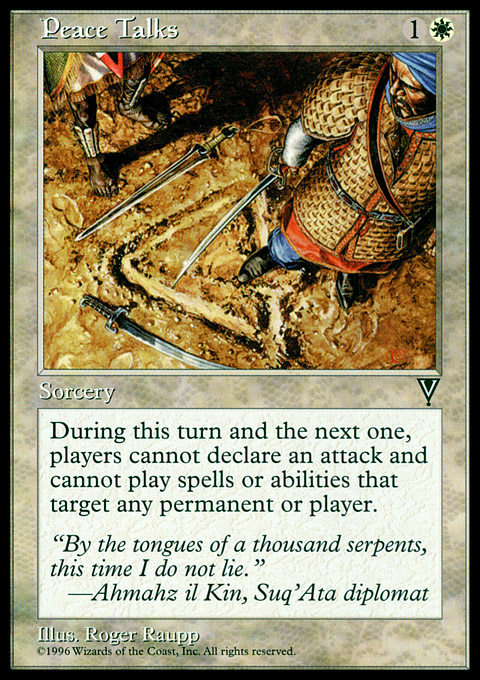 Peace Talks 1
Sorcery
During this turn and the next one,
players cannot declare an attack and
cannot play spells or abilities that
target any permanent or player.
“By the tongues of a thousand serpents,
this time I do not lie.”
—Ahmahz il Kin, Suq’Ata diplomat
Illus. Roger Raupp
©1996 Wizards of the Coast, Inc. All rights reserved.